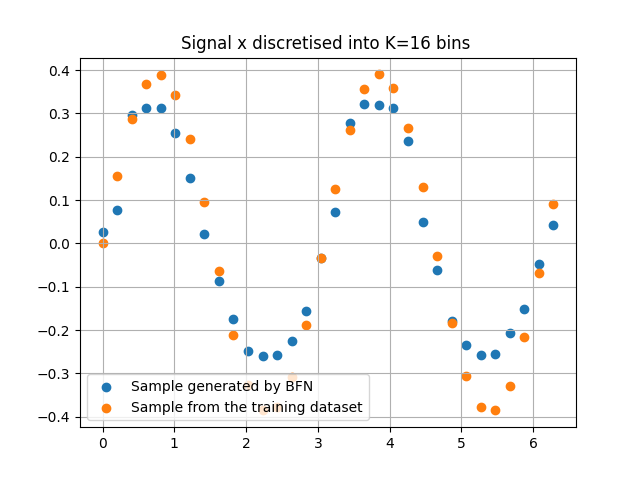 Signal x discretised into K=16 bins
0.4
0.3
0.2
0.1
0.0
−0.1
−0.2
−0.3
−0.4
Sample generated by BFN
Sample from the training dataset
0 1 2 3 4 5 6